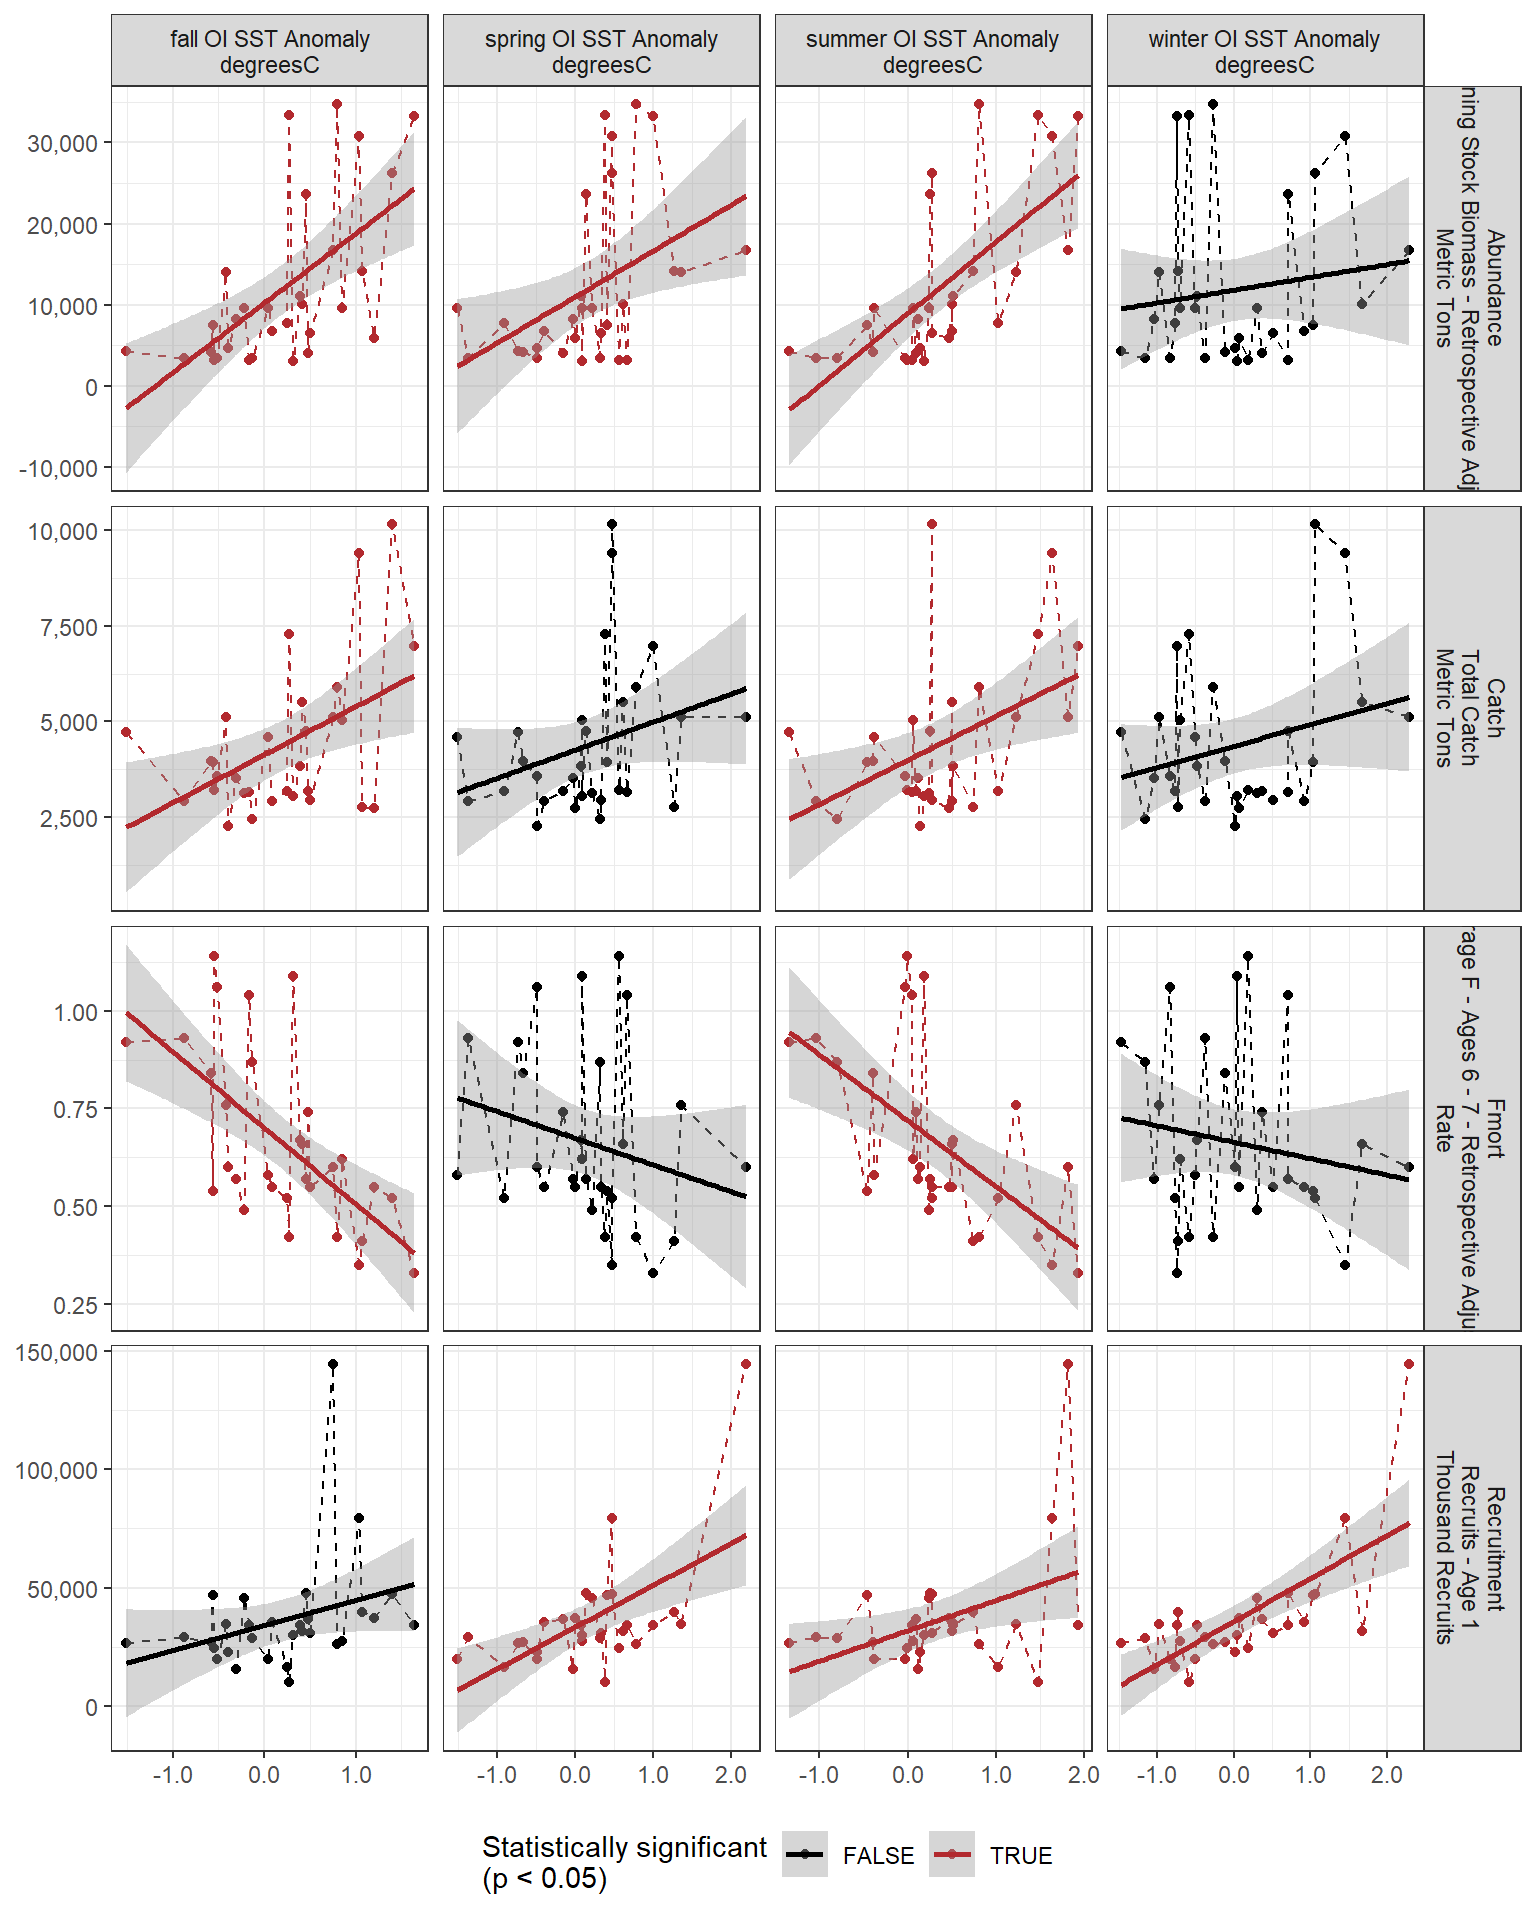 fall OI SST Anomaly
degreesC
spring OI SST Anomaly
degreesC
summer OI SST Anomaly
degreesC
winter OI SST Anomaly
degreesC
30,000
20,000
10,000
0
-10,000
Abundance
Stock Biomass - Retrospective
Metric Tons
10,000
7,500
5,000
2,500
Catch
Total Catch
Metric Tons
1.00
0.75
0.50
0.25
Fmort
F - Ages 6 - 7 - Retrospective
Rate
150,000
100,000
50,000
0
Recruitment
Recruits - Age 1
Thousand Recruits
-1.0 0.0 1.0
-1.0 0.0 1.0 2.0
-1.0 0.0 1.0 2.0
-1.0 0.0 1.0 2.0
Statistically significant
(p < 0.05)
FALSE
TRUE